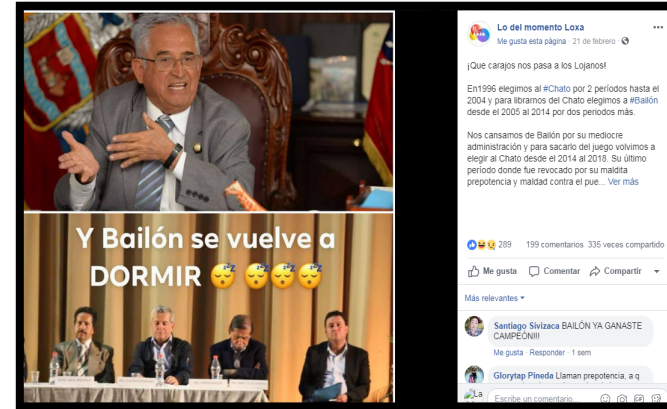 Y Bailón se vuelve a
DORMIR
Lo del momento Loxa
Me gusta esta página · 21 de febrero ·
¡Que carajos nos pasa a los Lojanos!
En1996 elegimos al #Chato por 2 períodos hasta el
2004 y para librarnos del Chato elegimos a #Bailón
desde el 2005 al 2014 por dos periodos más.
Nos cansamos de Bailón por su mediocre
administración y para sacarlo del juego volvimos a
elegir al Chato desde el 2014 al 2018. Su último
período donde fue revocado por su maldita
prepotencia y maldad contra el pue... Ver más
289 199 comentarios 335 veces compartido
Me gusta Comentar Compartir
Más relevantes
Santiago Sivizaca BAILÓN YA GANASTE
CAMPEÓN!!!
Me gusta · Responder · 1 sem
Glorytap Pineda Llaman prepotencia, a q
Escribe un comentario...